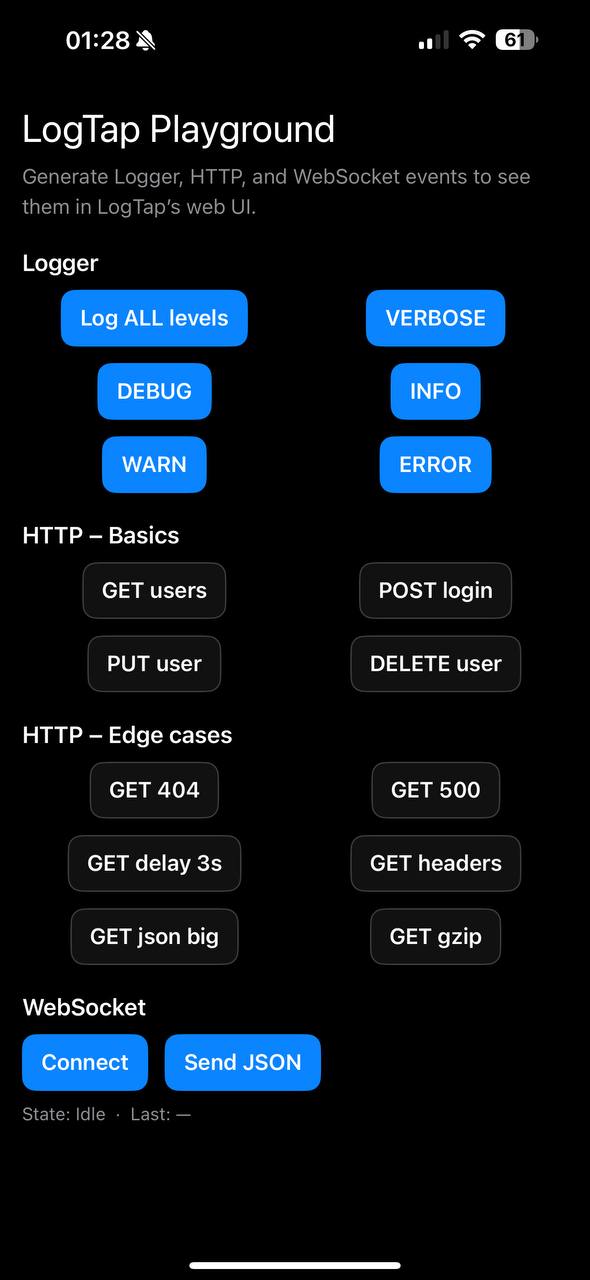 01:28
61
LogTap Playground
Generate Logger, HTTP, and WebSocket events to see
them in LogTap’s web UI.
Logger
Log ALL levels
VERBOSE
DEBUG
INFO
WARN
ERROR
HTTP – Basics
GET users
POST login
PUT user
DELETE user
HTTP – Edge cases
GET 404
GET 500
GET delay 3s
GET headers
GET json big
GET gzip
WebSocket
Connect
Send JSON
State: Idle · Last: —